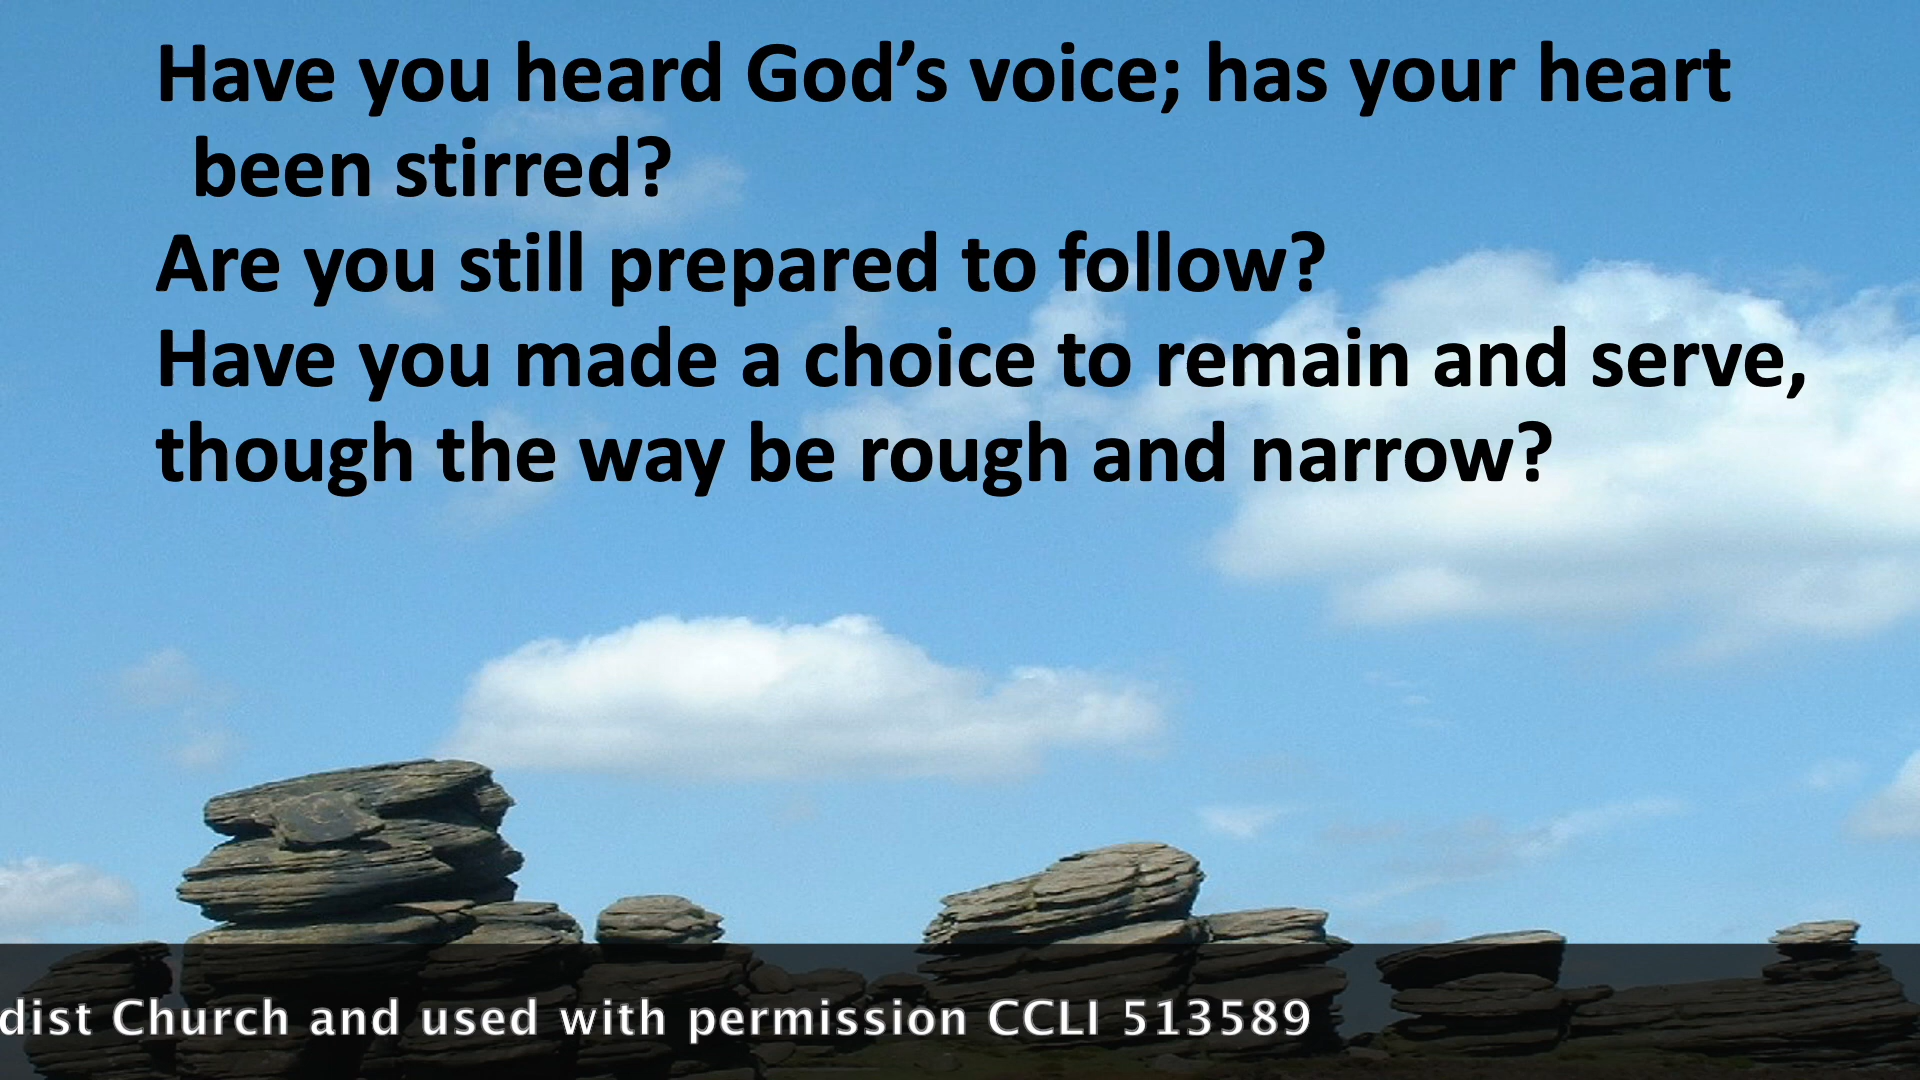 Have you heard God’s voice; has your heart
been stirred?
Are you still prepared to follow?
Have you made a choice to remain and serve,
though the way be rough and narrow?
dist Church and used with permission CCLI 513589